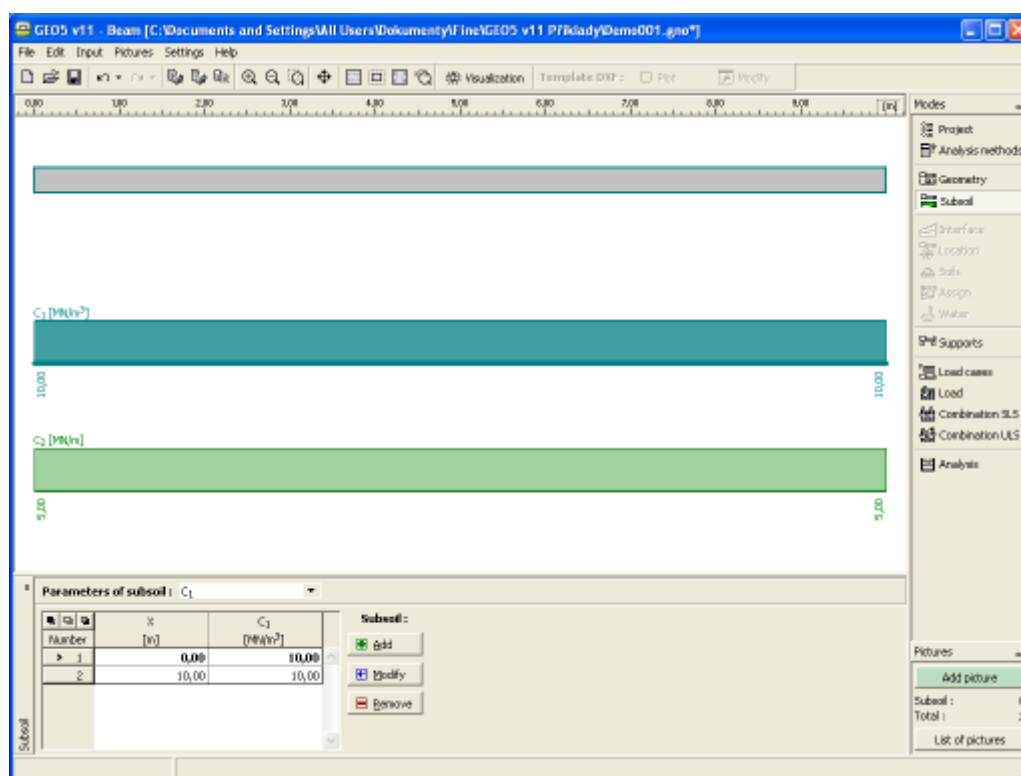 GEO5 v11 - Beam [C:\Documents and Settings\All Users\Dokumenty\Fine\GEO5 v11 Příklady\Demo001.gno*]
File Edit Input Pictures Settings Help
Visualization Template DXF : Plot Modify
0,00 1,00 2,00 3,00 4,00 5,00 6,00 7,00 8,00 9,00 [m]
C1 [MN/m3]
10,00 10,00
C2 [MN/m]
5,00 5,00
Modes
Project
Analysis methods
Geometry
Subsoil
Interface
Location
Soils
Assign
Water
Supports
Load cases
Load
Combination SLS
Combination ULS
Analysis
Subsoil
Parameters of subsoil : C1
Number X [m] C1 [MN/m3]
1 0,00 10,00
2 10,00 10,00
Subsoil :
Add
Modify
Remove
Pictures
Add picture
Subsoil :
Total :
List of pictures